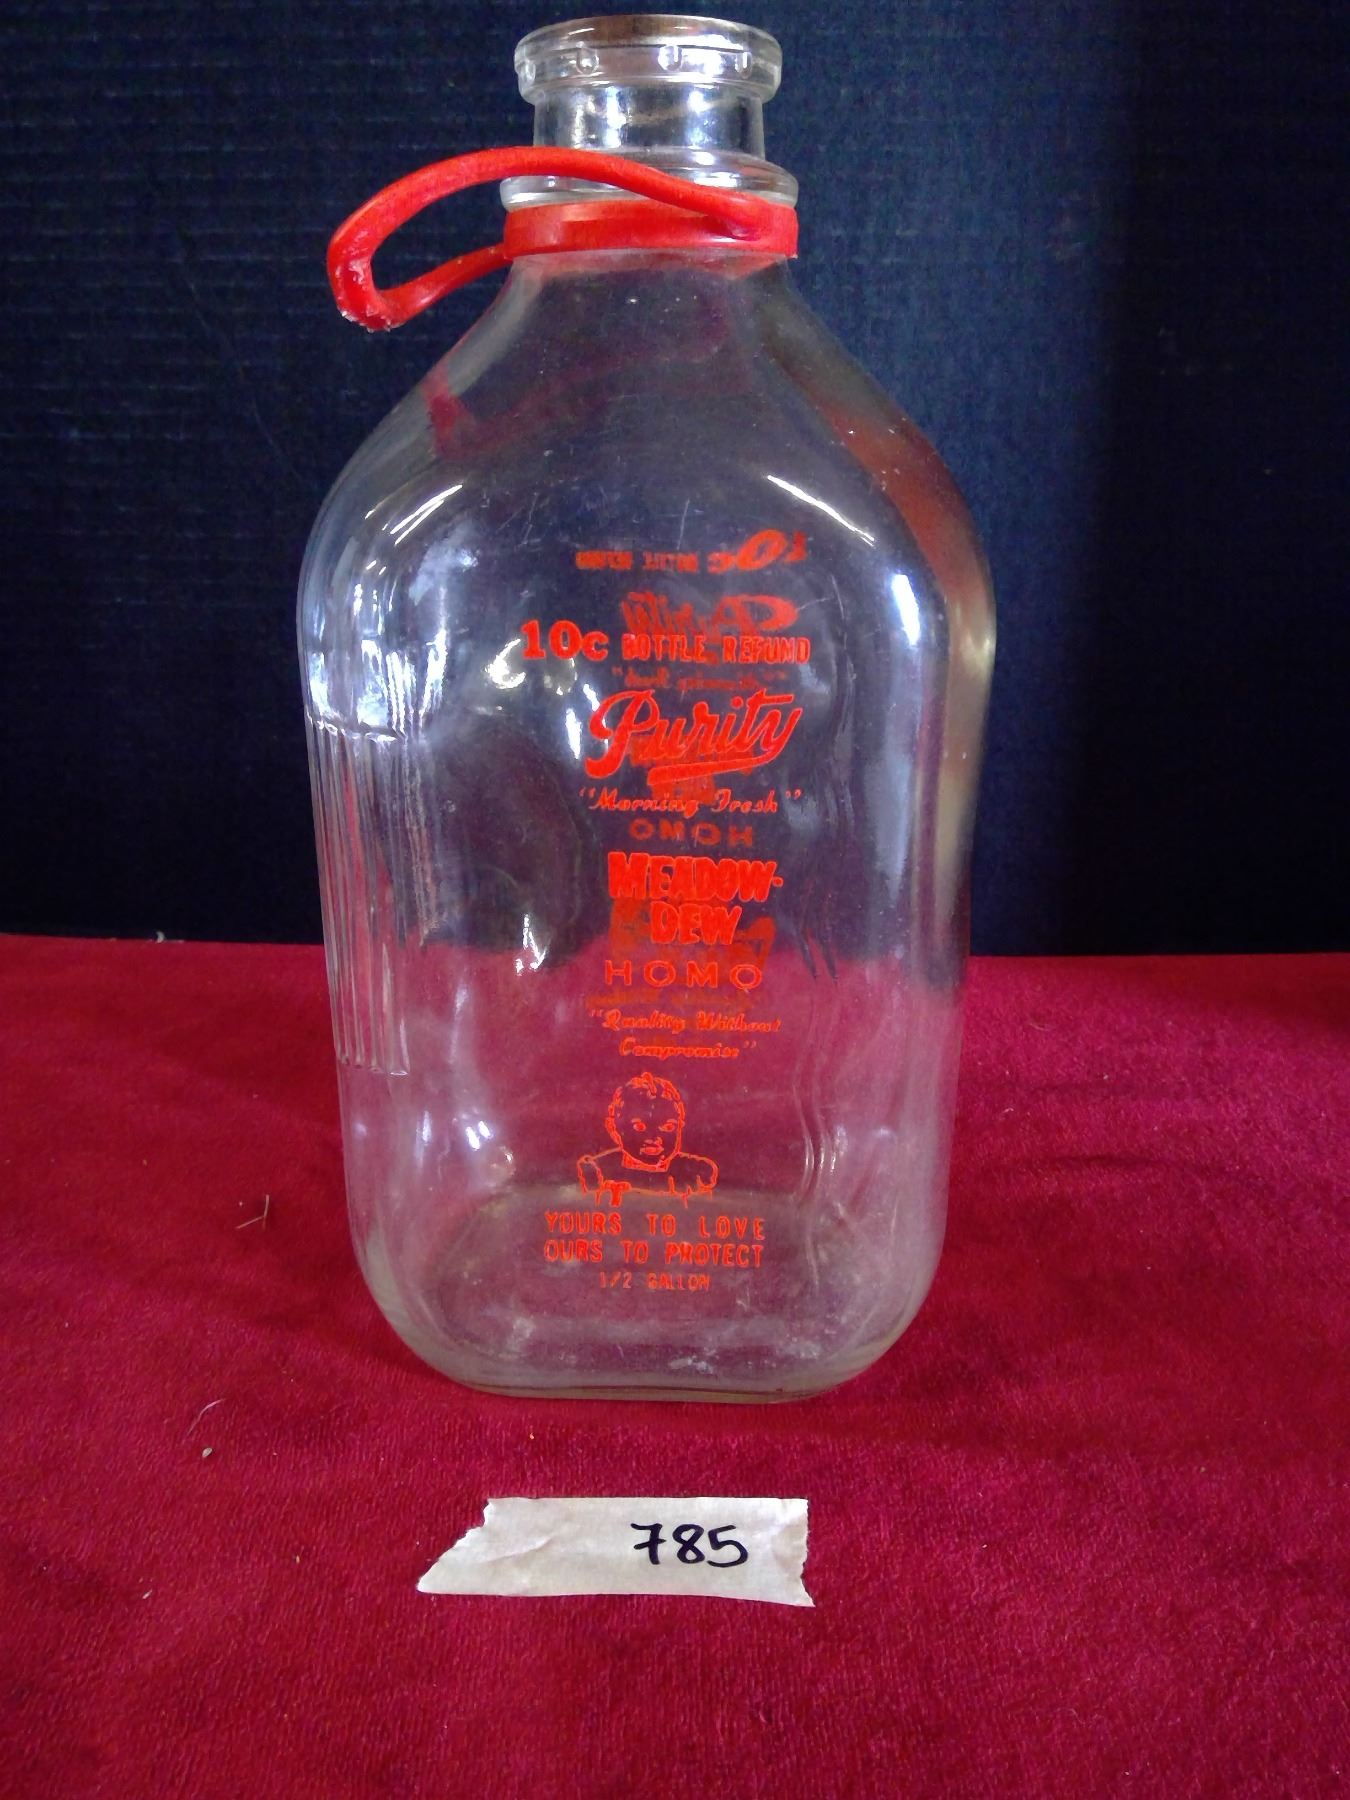 10c BOTTLE REFUND
Purity
"Morning Fresh"
MEADOW-
DEW
HOMO
"Quality Without
Compromise"
YOURS TO LOVE
OURS TO PROTECT
1/2 GALLON
785